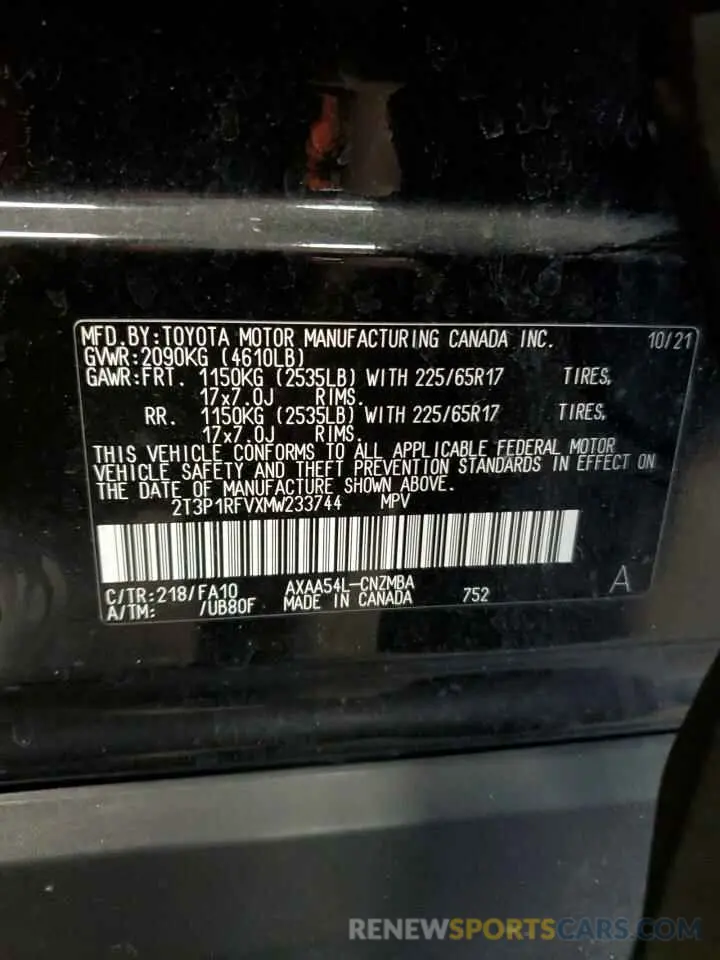 MFD.BY:TOYOTA MOTOR MANUFACTURING CANADA INC. 10/21
GVWR:2090KG (4610LB)
GAWR:FRT. 1150KG (2535LB) WITH 225/65R17 TIRES,
17x7.0J RIMS.
RR. 1150KG (2535LB) WITH 225/65R17 TIRES,
17x7.0J RIMS.
THIS VEHICLE CONFORMS TO ALL APPLICABLE FEDERAL MOTOR
VEHICLE SAFETY AND THEFT PREVENTION STANDARDS IN EFFECT ON
THE DATE OF MANUFACTURE SHOWN ABOVE.
2T3P1RFVXMW233744 MPV
C/TR:218/FA10 AXAA54L-CNZMBA A
A/TM: /UB80F MADE IN CANADA 752
RENEWSPORTSCARS.COM